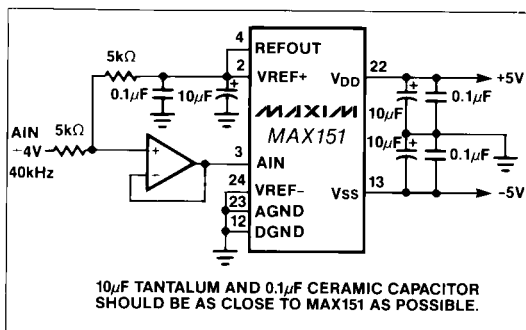 4
REFOUT
5kΩ
2
VREF+
VDD
22
+5V
0.1μF
10μF
10μF
0.1μF
MAXIM
MAX151
AIN
5kΩ
10μF
4V
40kHz
+
−
3
AIN
0.1μF
24
VREF−
VSS
13
−5V
23
AGND
12
DGND
10μF TANTALUM AND 0.1μF CERAMIC CAPACITOR
SHOULD BE AS CLOSE TO MAX151 AS POSSIBLE.